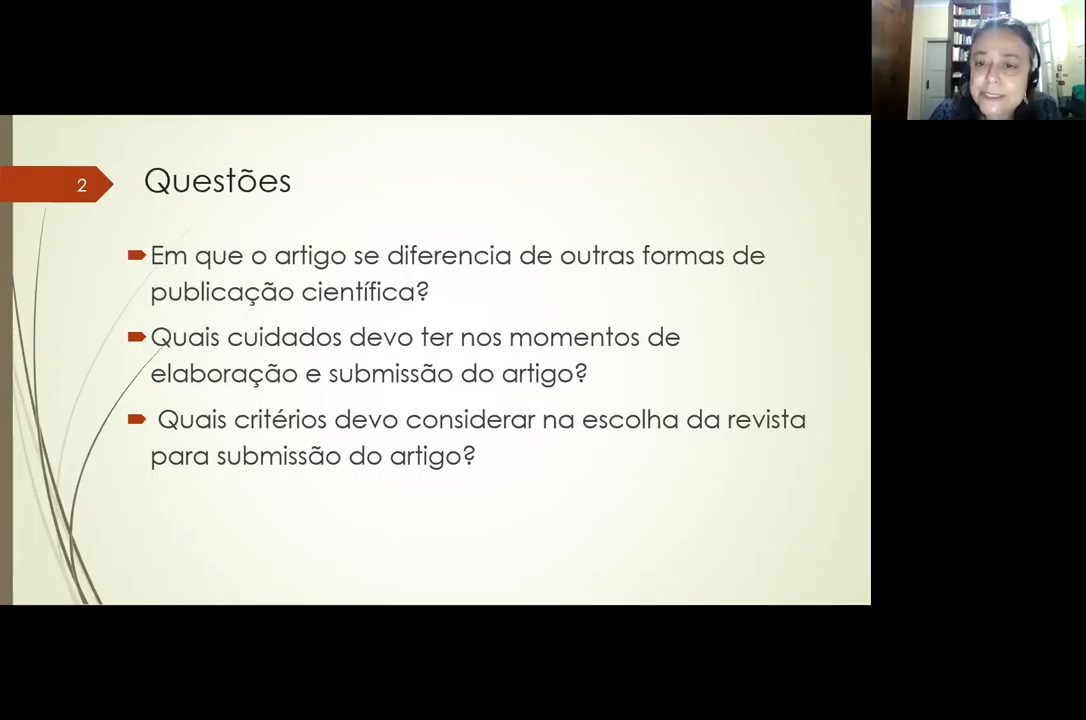 2
Questões
Em que o artigo se diferencia de outras formas de
publicação científica?
Quais cuidados devo ter nos momentos de
elaboração e submissão do artigo?
Quais critérios devo considerar na escolha da revista
para submissão do artigo?